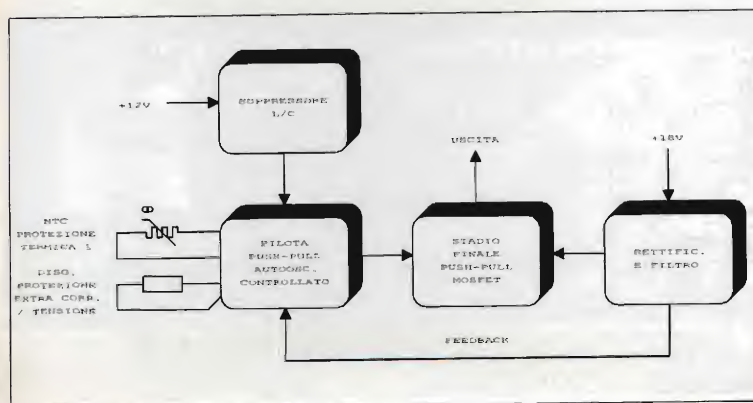 +12V
SOPPRESSORE
L/C
USCITA
+18V
NTC
PROTEZIONE
TERMICA 1
PILOTA
PUSH-PULL
AUTOOSC.
CONTROLLATO
STADIO
FINALE
PUSH-PULL
MOSFET
RETTIFIC.
E FILTRO
DISG.
PROTEZIONE
EXTRA CORR.
/ TENSIONE
FEEDBACK